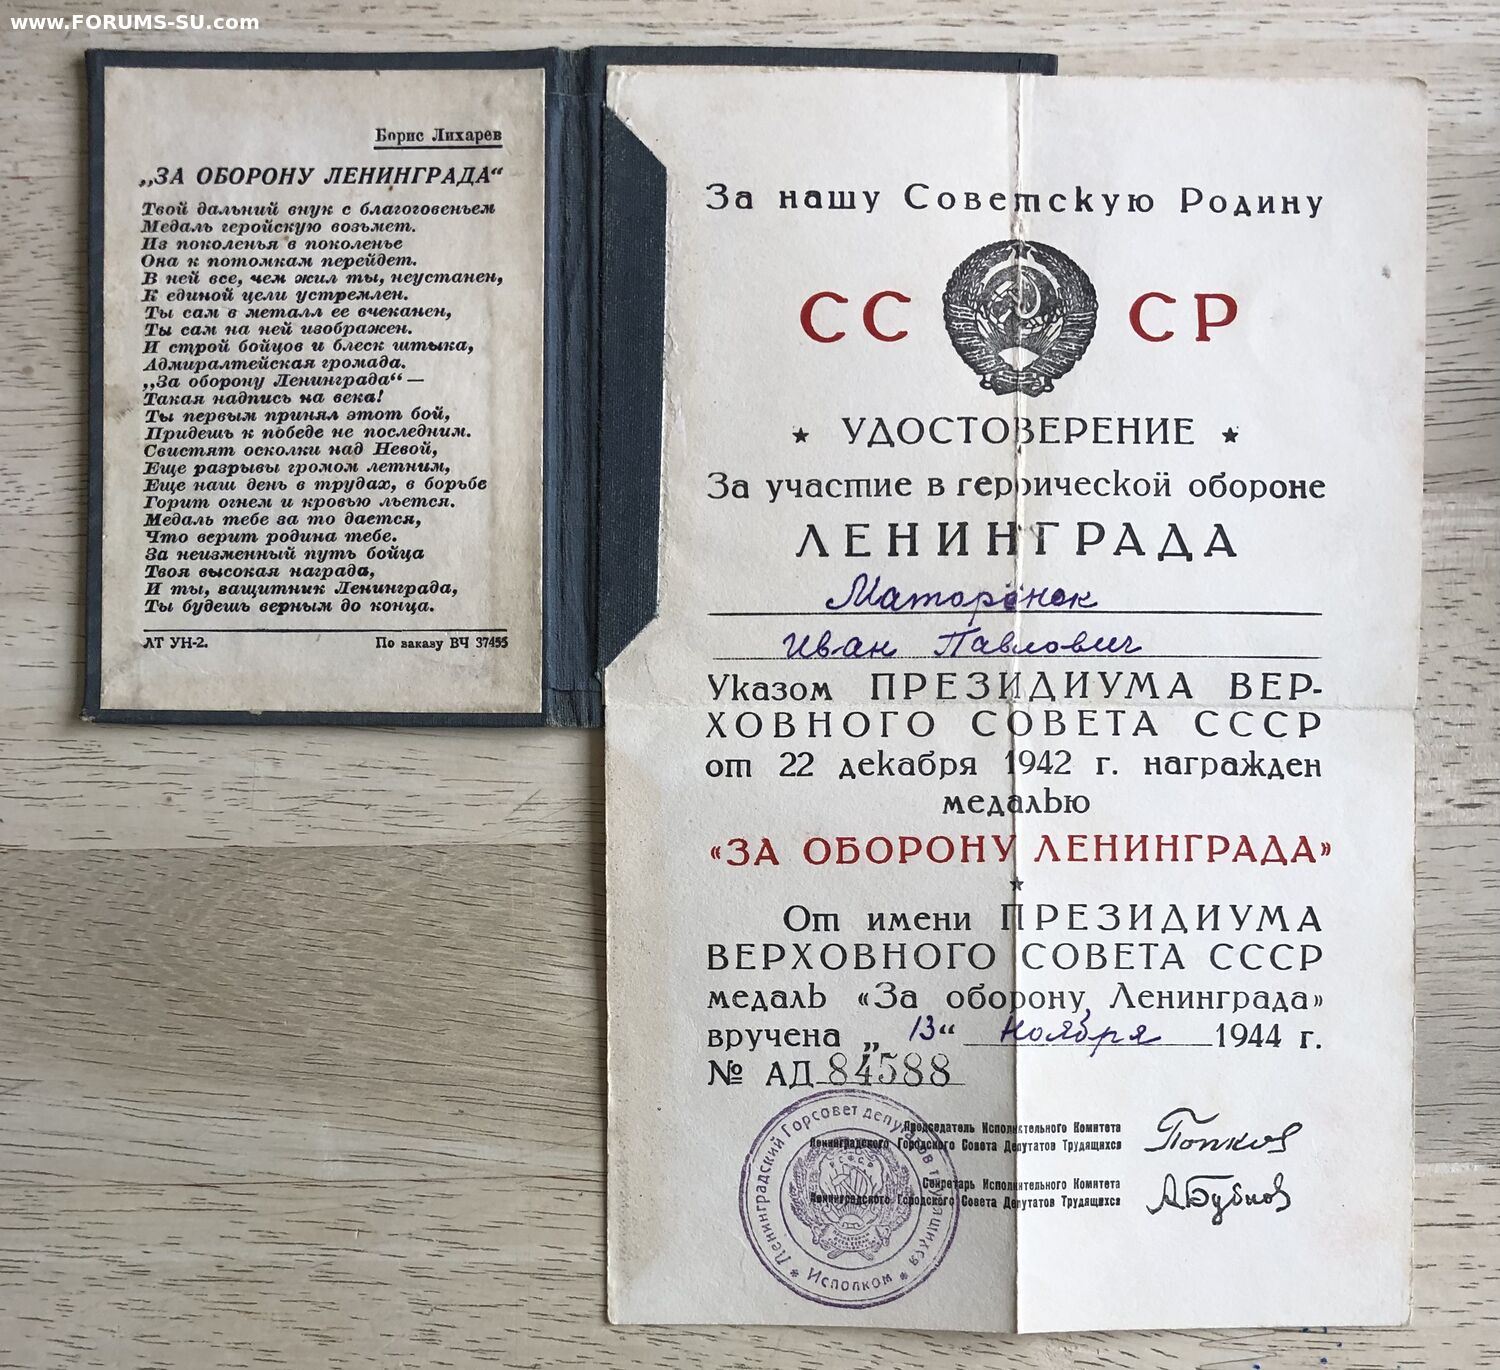 www.FORUMS-SU.com
Борис Лихарев
„ЗА ОБОРОНУ ЛЕНИНГРАДА“
Твой дальний внук с благоговеньем
Медаль геройскую возьмет.
Из поколенья в поколенье
Она к потомкам перейдет.
В ней все, чем жил ты, неустанен,
К единой цели устремлен.
Ты сам в металл ее вчеканен,
Ты сам на ней изображен.
И строй бойцов и блеск штыка,
Адмиралтейская громада.
„За оборону Ленинграда“ —
Такая надпись на века!
Ты первым принял этот бой,
Придешь к победе не последним.
Свистят осколки над Невой,
Еще разрывы громом летним,
Еще наш день в трудах, в борьбе
Горит огнем и кровью льется.
Медаль тебе за то дается,
Что верит родина тебе.
За неизменный путь бойца
Твоя высокая награда,
И ты, ващитник Ленинграда,
Ты будешь верным до конца.
ЛТ УН-2. По заказу ВЧ 37455
За нашу Советскую Родину
СС СР
★ УДОСТОВЕРЕНИЕ ★
За участие в героической обороне
ЛЕНИНГРАДА
Маторёнок
Иван Павлович
Указом ПРЕЗИДИУМА ВЕР-
ХОВНОГО СОВЕТА СССР
от 22 декабря 1942 г. награжден
медалью
«ЗА ОБОРОНУ ЛЕНИНГРАДА»
★
От имени ПРЕЗИДИУМА
ВЕРХОВНОГО СОВЕТА СССР
медаль «За оборону Ленинграда»
вручена „13“ ноября 1944 г.
№ АД 84588
Председатель Исполнительного Комитета
Ленинградского Городского Совета Депутатов Трудящихся
Попков
Секретарь Исполнительного Комитета
Ленинградского Городского Совета Депутатов Трудящихся
А Бубнов
Ленинградский Горсовет депутатов трудящихся
* Исполком *
РСФСР